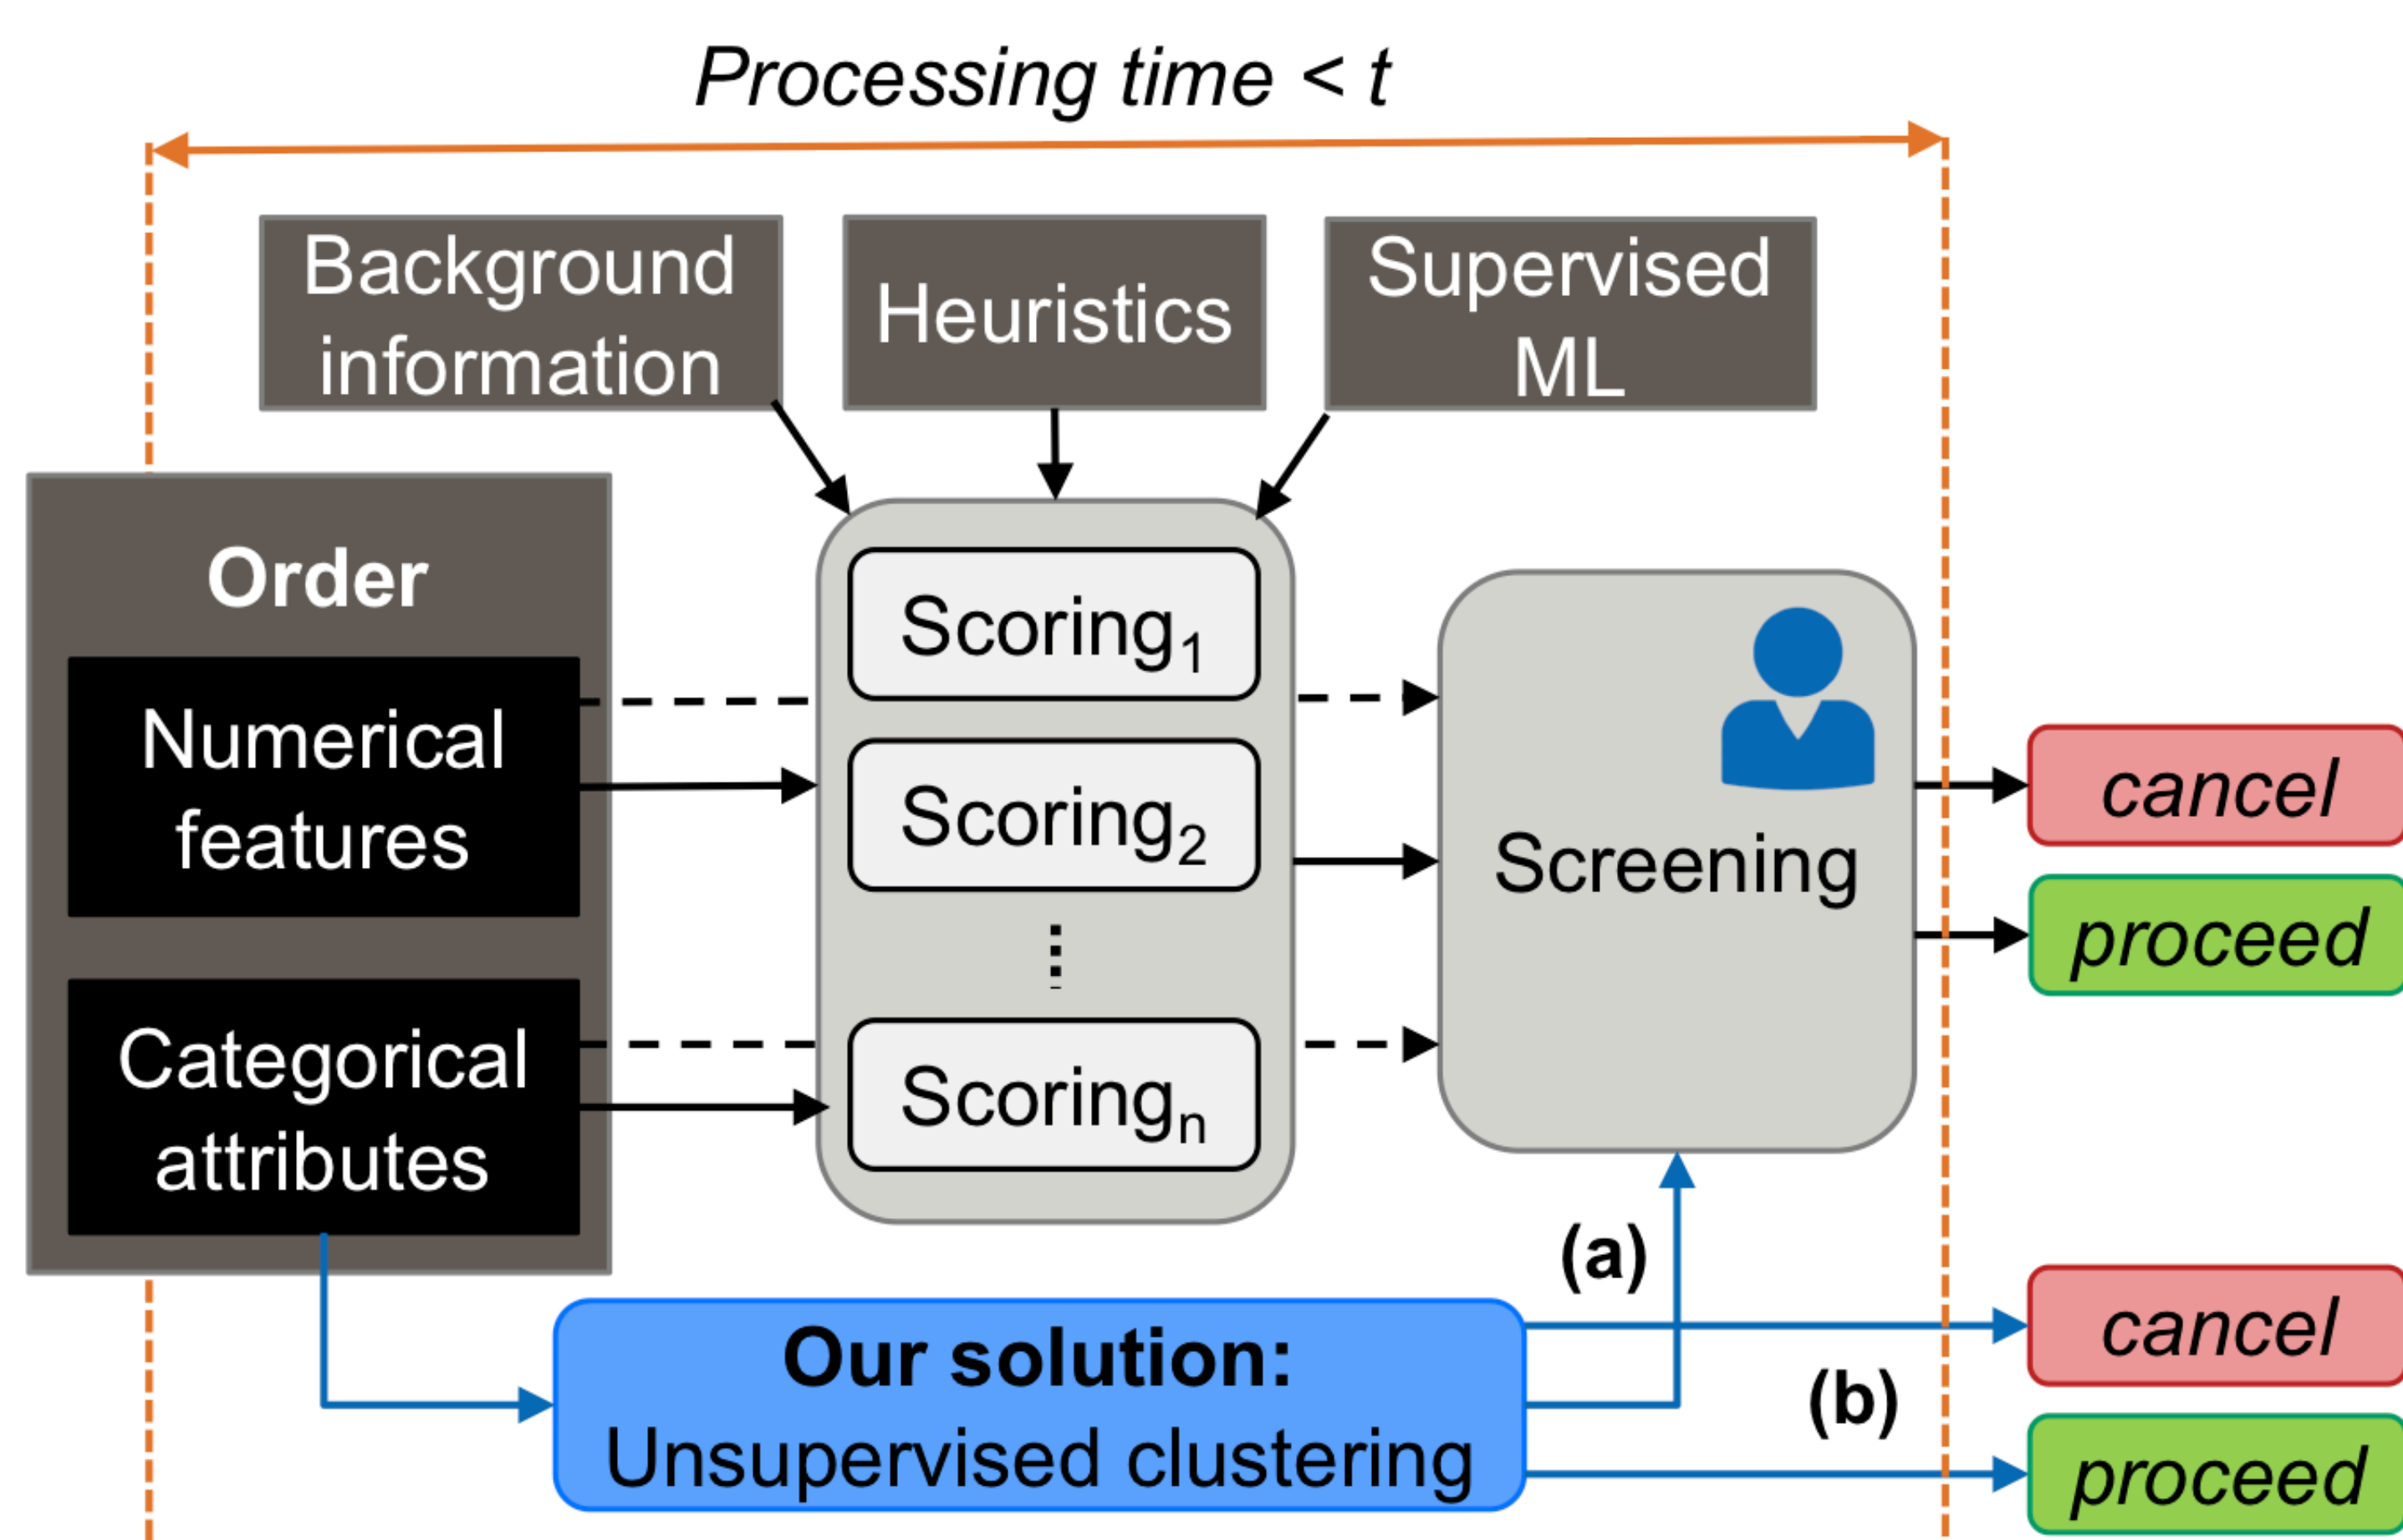 Processing time < t
Background
information
Heuristics
Supervised
ML
Order
Numerical
features
Categorical
attributes
Scoring₁
Scoring₂
Scoringₙ
Screening
cancel
proceed
(a)
(b)
Our solution:
Unsupervised clustering
cancel
proceed